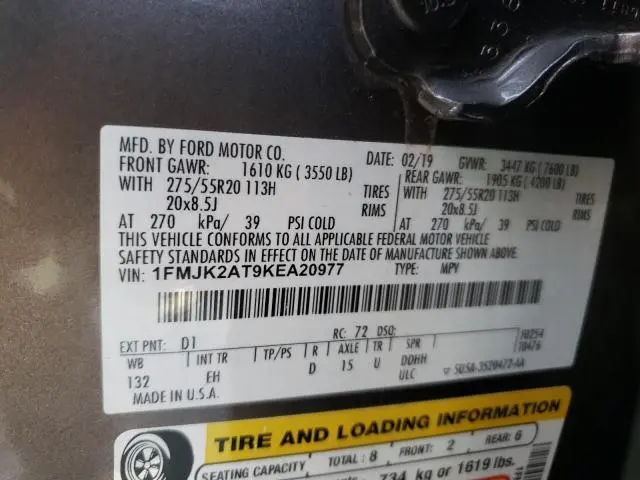 MFD. BY FORD MOTOR CO.
DATE: 02/19 GVWR: 3447 KG (7600 LB)
FRONT GAWR: 1610 KG (3550 LB) REAR GAWR: 1905 KG (4200 LB)
WITH 275/55R20 113H TIRES WITH 275/55R20 113H TIRES
20x8.5J RIMS 20x8.5J RIMS
AT 270 kPa/ 39 PSI COLD AT 270 kPa/ 39 PSI COLD
THIS VEHICLE CONFORMS TO ALL APPLICABLE FEDERAL MOTOR VEHICLE
SAFETY STANDARDS IN EFFECT ON THE DATE OF MANUFACTURE SHOWN ABOVE.
VIN: 1FMJK2AT9KEA20977 TYPE: MPV
EXT PNT: D1 RC: 72 DSO: F0254
T0476
WB INT TR TP/PS R AXLE TR SPR
132 EH D 15 U DDHH
MADE IN U.S.A. ULC
TIRE AND LOADING INFORMATION
SEATING CAPACITY TOTAL: 8 FRONT: 2 REAR: 6
734 kg or 1619 lbs.